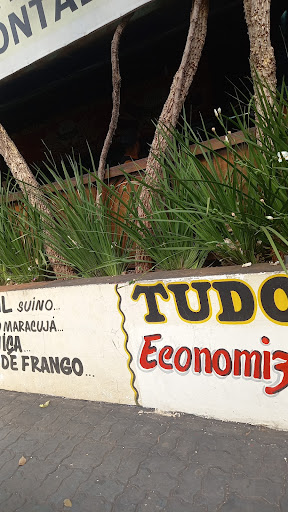 ONTAL
L SUÍNO...
O MARACUJÁ...
IÇA...
DE FRANGO...
TUDO
Economiz